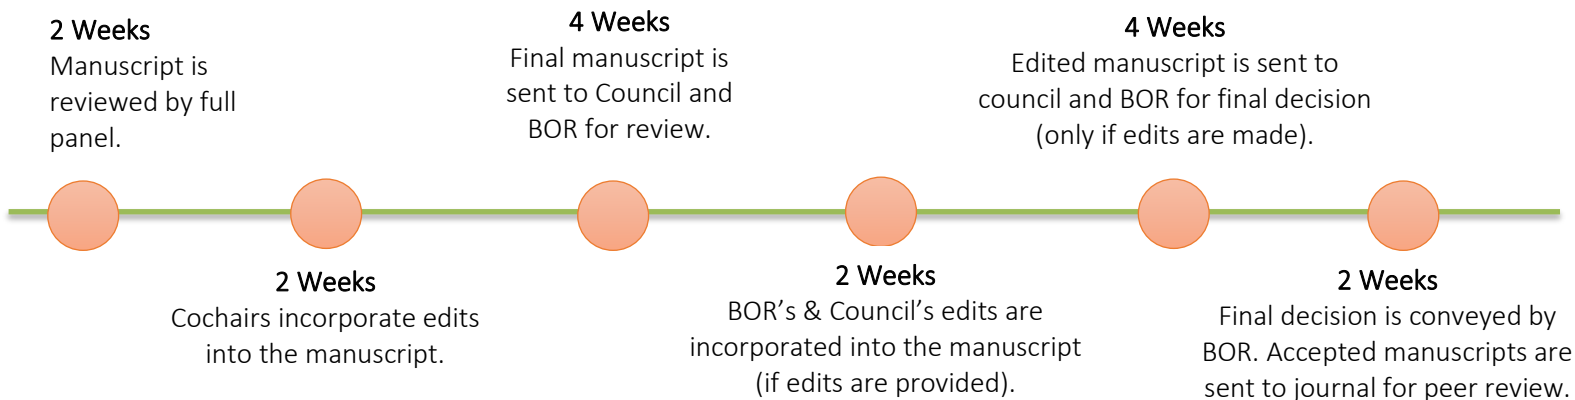 2 Weeks
Manuscript is
reviewed by full
panel.
2 Weeks
Cochairs incorporate edits
into the manuscript.
4 Weeks
Final manuscript is
sent to Council and
BOR for review.
2 Weeks
BOR’s & Council’s edits are
incorporated into the manuscript
(if edits are provided).
4 Weeks
Edited manuscript is sent to
council and BOR for final decision
(only if edits are made).
2 Weeks
Final decision is conveyed by
BOR. Accepted manuscripts are
sent to journal for peer review.